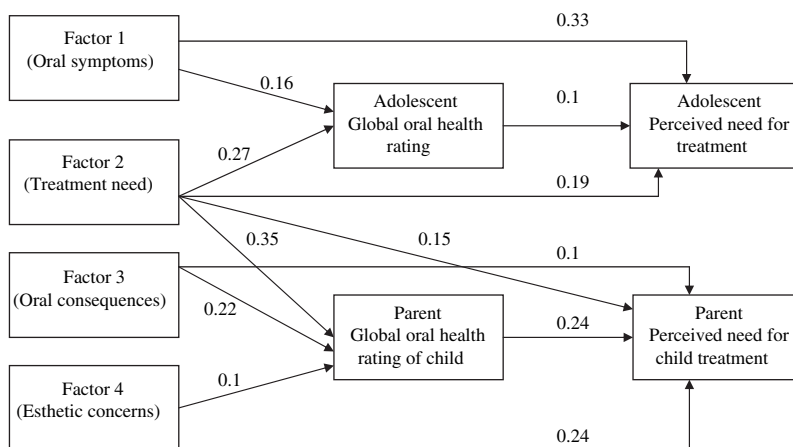 Factor 1
(Oral symptoms)
0.33
0.16
Adolescent
Global oral health
rating
0.1
Adolescent
Perceived need for
treatment
Factor 2
(Treatment need)
0.27
0.19
0.35
0.15
Factor 3
(Oral consequences)
0.1
0.22
Parent
Global oral health
rating of child
0.24
Parent
Perceived need for
child treatment
Factor 4
(Esthetic concerns)
0.1
0.24